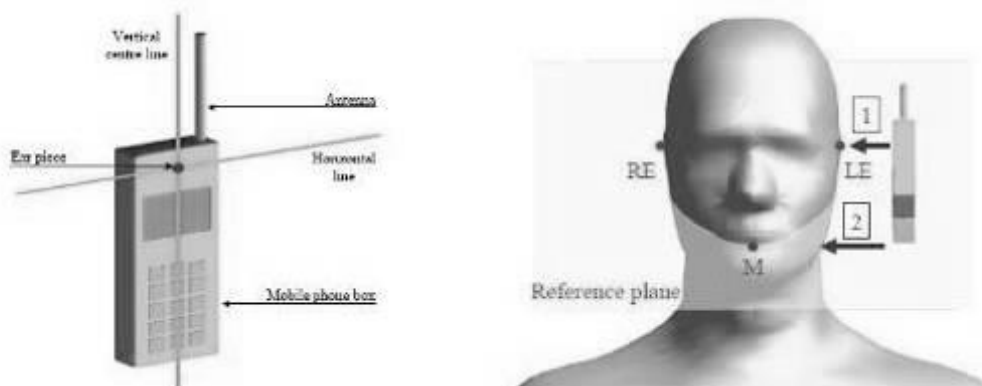 Vertical
centre line
Antenna
Ear piece
Horizontal
line
Mobile phone box
1
RE
LE
2
M
Reference plane